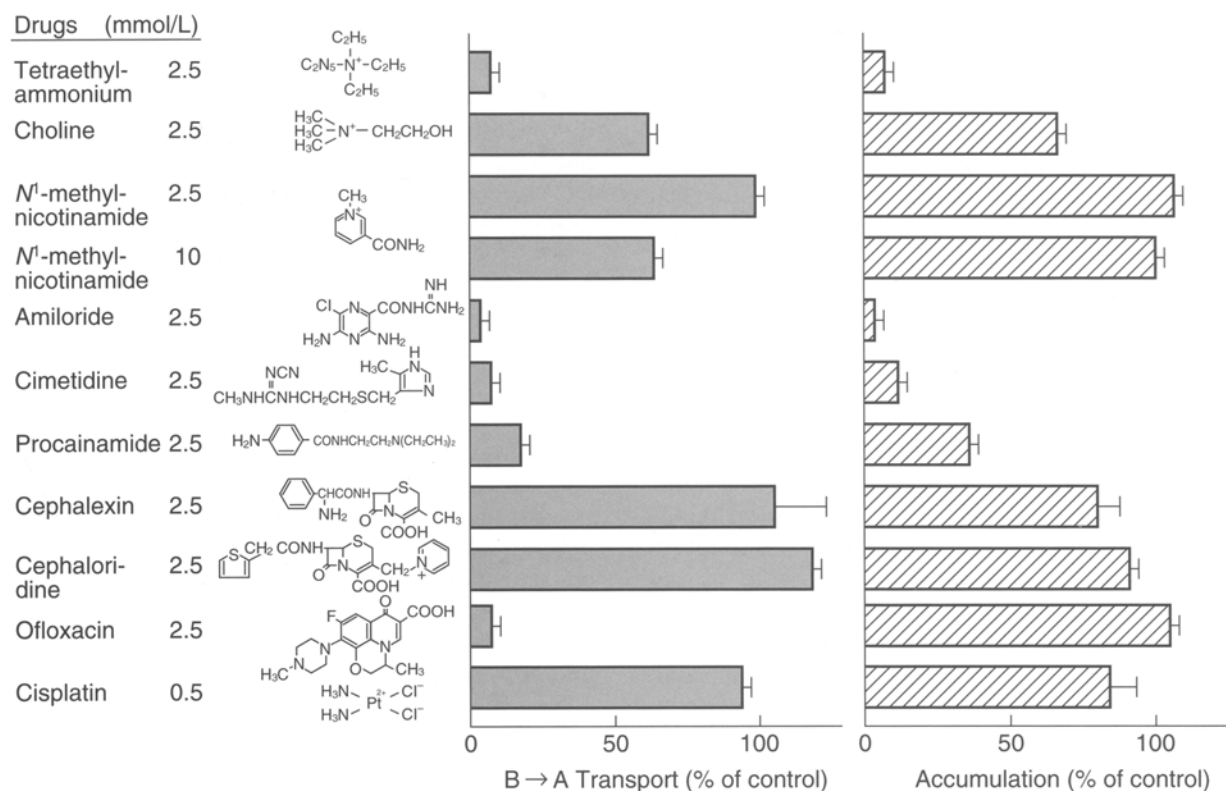 Drugs (mmol/L)
Tetraethyl-
ammonium 2.5
C₂H₅
C₂N₅-N⁺-C₂H₅
C₂H₅
Choline 2.5
H₃C
H₃C-N⁺-CH₂CH₂OH
H₃C
N¹-methyl-
nicotinamide 2.5
CH₃
N⁺
CONH₂
N¹-methyl-
nicotinamide 10
Amiloride 2.5
NH
Cl N CONHCNH₂
NH₂ N NH₂
Cimetidine 2.5
H
NCN CH₃ N
CH₃NHCNHCH₂CH₂SCH₂ N
Procainamide 2.5
H₂N CONHCH₂CH₂N(CH₂CH₃)₂
Cephalexin 2.5
CHCONH S
NH₂ O N CH₃
COOH
Cephalori-
dine 2.5
S CH₂ CONH S
O N CH₂-N⁺
COOH
Ofloxacin 2.5
O
F COOH
N N
CH₃N O CH₃
Cisplatin 0.5
H₃N Pt²⁺ Cl⁻
H₃N Cl⁻
0 50 100
B → A Transport (% of control)
0 50 100
Accumulation (% of control)